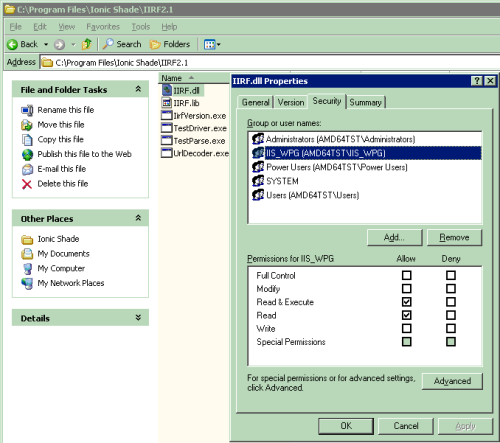 C:\Program Files\Ionic Shade\IIRF2.1
File Edit View Favorites Tools Help
Back Search Folders
Address C:\Program Files\Ionic Shade\IIRF2.1
File and Folder Tasks
Rename this file
Move this file
Copy this file
Publish this file to the Web
E-mail this file
Delete this file
Other Places
Ionic Shade
My Documents
My Computer
My Network Places
Details
Name
IIRF.dll
IIRF.lib
IirfVersion.exe
TestDriver.exe
TestParse.exe
UrlDecoder.exe
IIRF.dll Properties
General Version Security Summary
Group or user names:
Administrators (AMD64TST\Administrators)
IIS_WPG (AMD64TST\IIS_WPG)
Power Users (AMD64TST\Power Users)
SYSTEM
Users (AMD64TST\Users)
Add... Remove
Permissions for IIS_WPG Allow Deny
Full Control
Modify
Read & Execute
Read
Write
Special Permissions
For special permissions or for advanced settings,
click Advanced.
Advanced
OK Cancel Apply